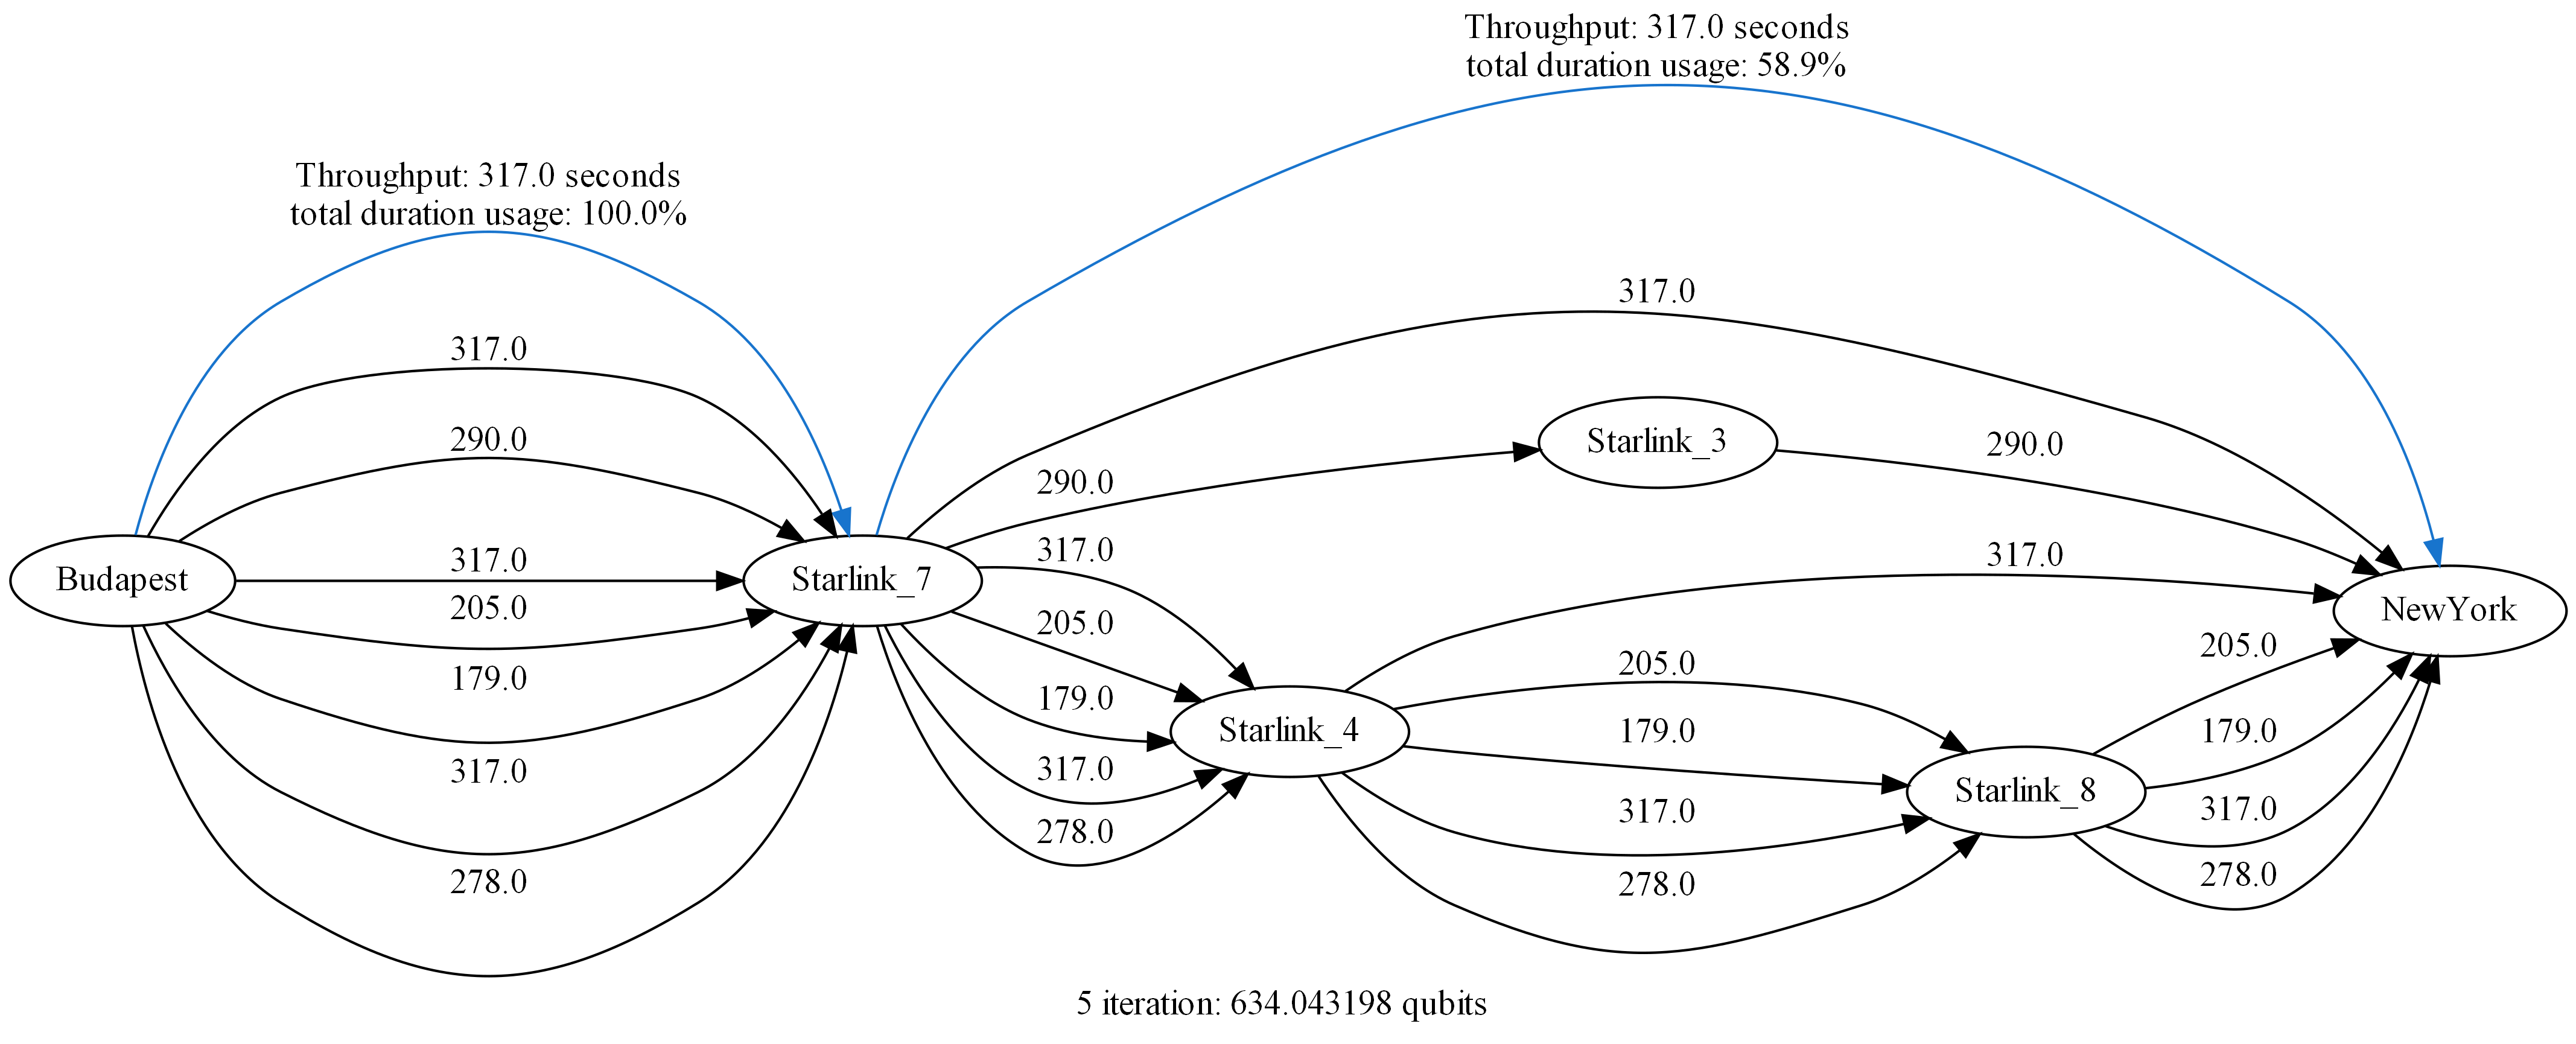 Throughput: 317.0 seconds
total duration usage: 58.9%
Throughput: 317.0 seconds
total duration usage: 100.0%
317.0
317.0
290.0
Starlink_3
290.0
290.0
317.0
317.0
317.0
Budapest
Starlink_7
205.0
NewYork
205.0
205.0
205.0
179.0
179.0
Starlink_4
179.0
179.0
317.0
317.0
Starlink_8
317.0
317.0
278.0
278.0
278.0
278.0
5 iteration: 634.043198 qubits